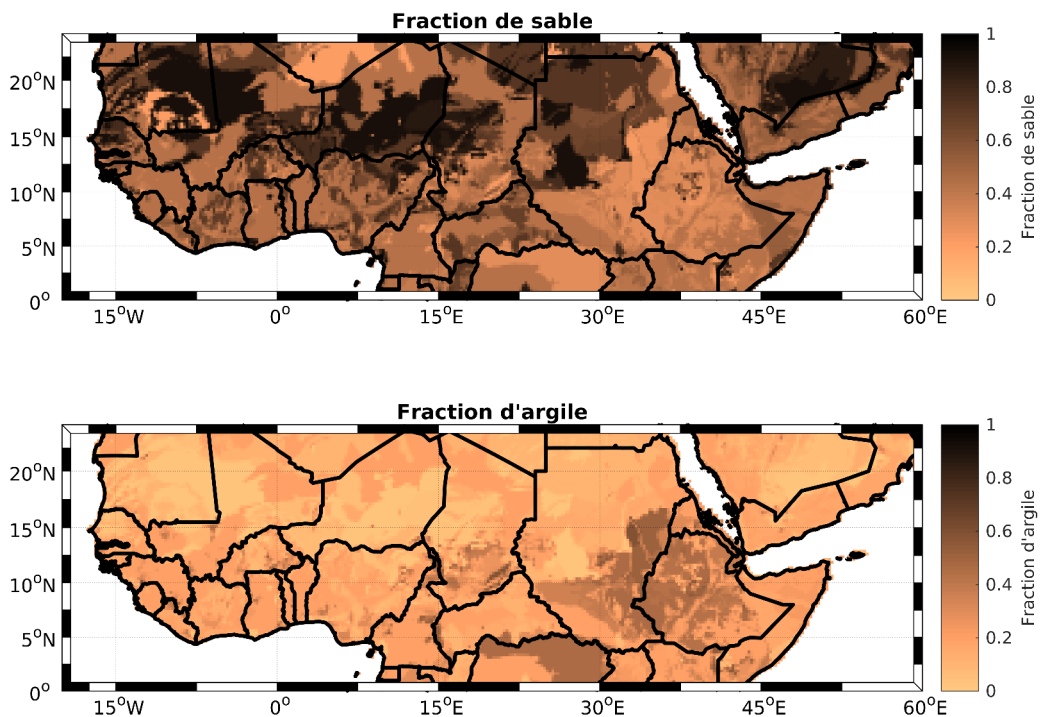 Fraction de sable
20°N
15°N
10°N
5°N
0°
15°W
0°
15°E
30°E
45°E
60°E
1
0.8
0.6
0.4
0.2
0
Fraction de sable
Fraction d'argile
20°N
15°N
10°N
5°N
0°
15°W
0°
15°E
30°E
45°E
60°E
1
0.8
0.6
0.4
0.2
0
Fraction d'argile